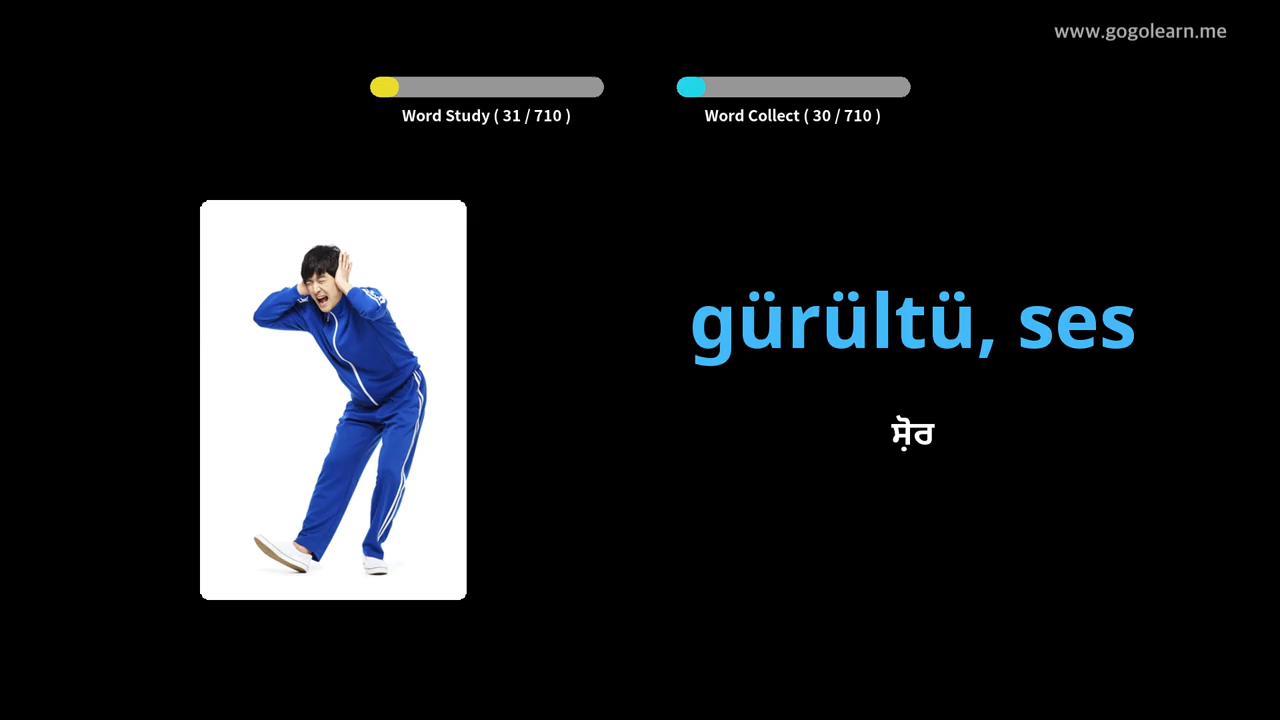 www.gogolearn.me
Word Study ( 31 / 710 )
Word Collect ( 30 / 710 )
gürültü, ses
ਸ਼ੋਰ